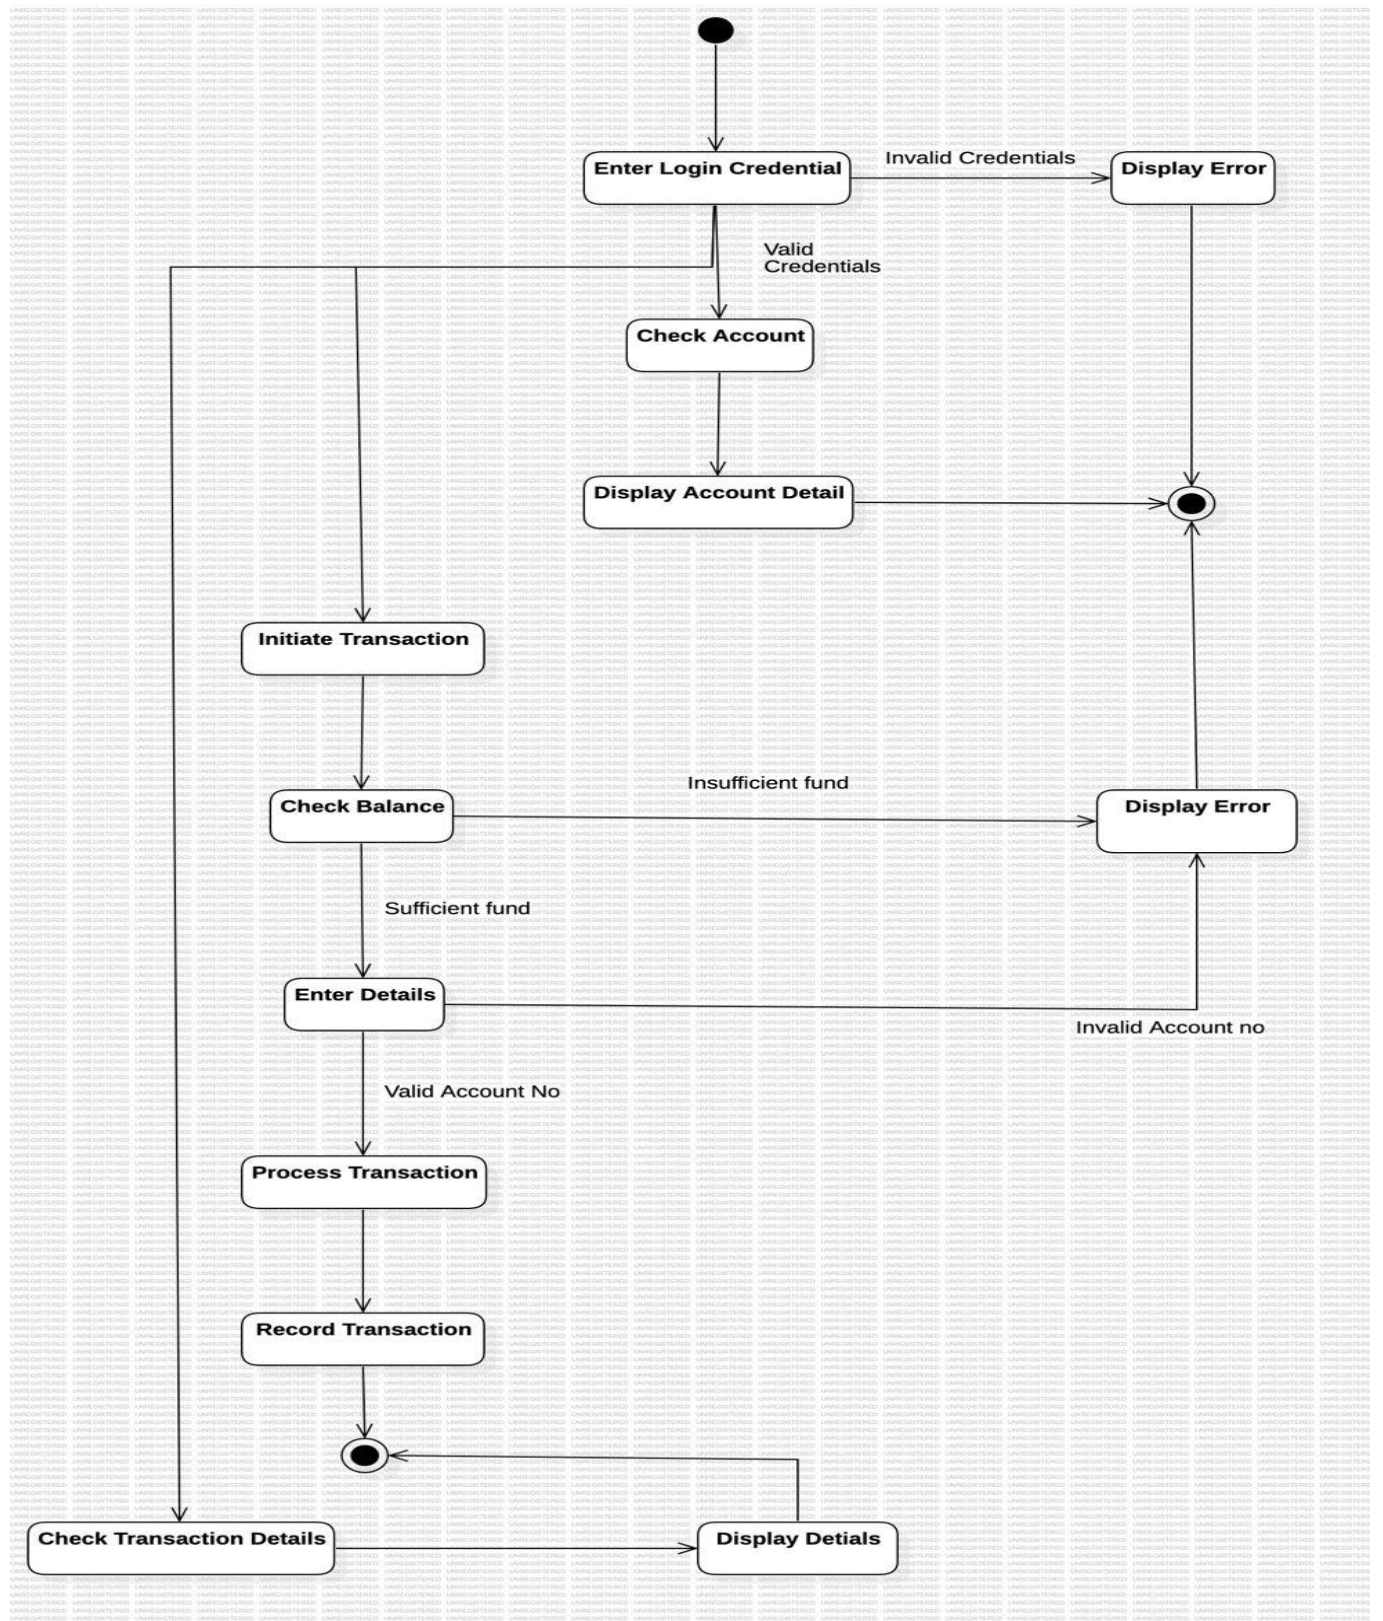 Enter Login Credential
Invalid Credentials
Display Error
Valid
Credentials
Check Account
Display Account Detail
Initiate Transaction
Insufficient fund
Check Balance
Display Error
Sufficient fund
Enter Details
Invalid Account no
Valid Account No
Process Transaction
Record Transaction
Check Transaction Details
Display Detials